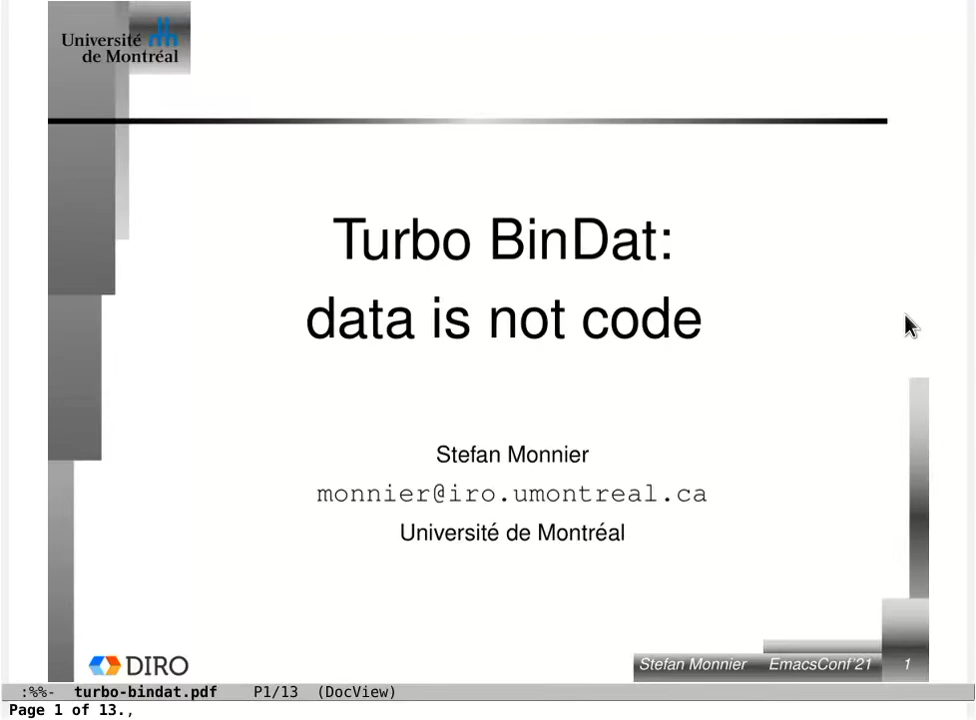 Université
de Montréal
Turbo BinDat:
data is not code
Stefan Monnier
monnier@iro.umontreal.ca
Université de Montréal
DIRO
Stefan Monnier EmacsConf'21 1
:%%- turbo-bindat.pdf P1/13 (DocView)
Page 1 of 13.,